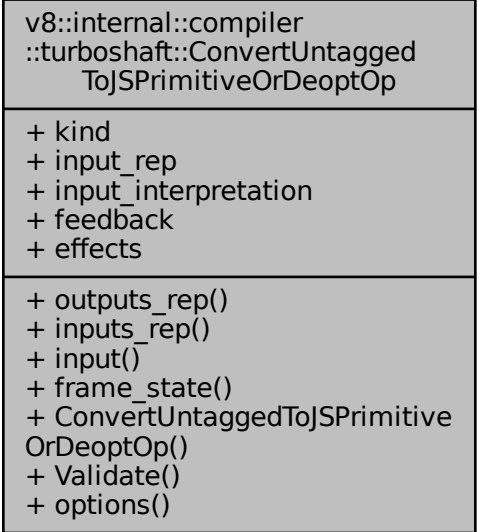 v8::internal::compiler
::turboshaft::ConvertUntagged
ToJSPrimitiveOrDeoptOp
+ kind
+ input_rep
+ input_interpretation
+ feedback
+ effects
+ outputs_rep()
+ inputs_rep()
+ input()
+ frame_state()
+ ConvertUntaggedToJSPrimitive
OrDeoptOp()
+ Validate()
+ options()